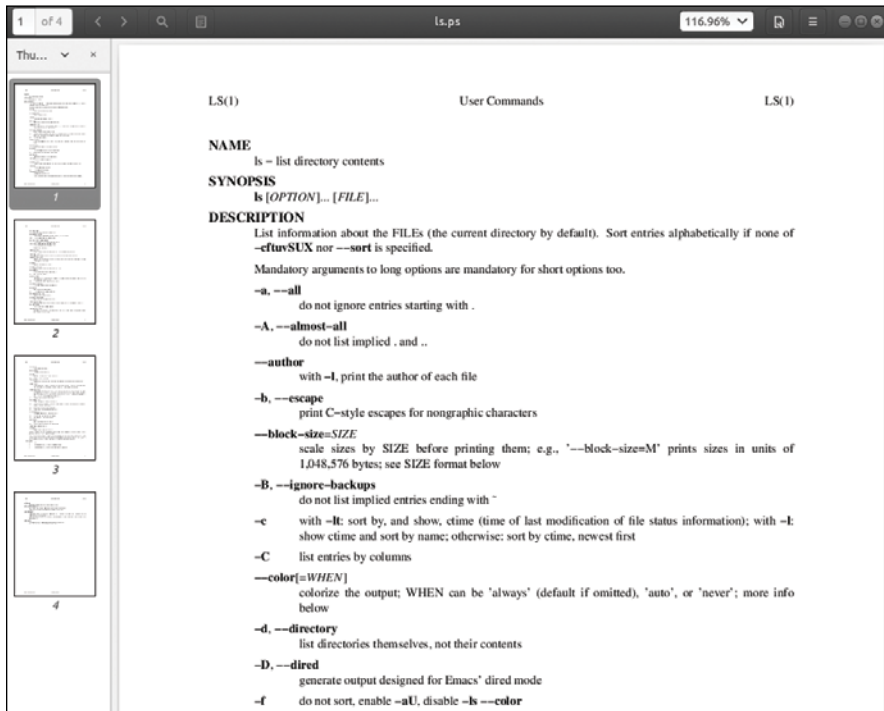 1 of 4
ls.ps
116.96%
Thu...
1
2
3
4
LS(1) User Commands LS(1)
NAME
ls − list directory contents
SYNOPSIS
ls [OPTION]... [FILE]...
DESCRIPTION
List information about the FILEs (the current directory by default). Sort entries alphabetically if none of
−cftuvSUX nor −−sort is specified.
Mandatory arguments to long options are mandatory for short options too.
−a, −−all
do not ignore entries starting with .
−A, −−almost−all
do not list implied . and ..
−−author
with −l, print the author of each file
−b, −−escape
print C−style escapes for nongraphic characters
−−block−size=SIZE
scale sizes by SIZE before printing them; e.g., '−−block−size=M' prints sizes in units of
1,048,576 bytes; see SIZE format below
−B, −−ignore−backups
do not list implied entries ending with ~
−c with −lt: sort by, and show, ctime (time of last modification of file status information); with −l:
show ctime and sort by name; otherwise: sort by ctime, newest first
−C list entries by columns
−−color[=WHEN]
colorize the output; WHEN can be 'always' (default if omitted), 'auto', or 'never'; more info
below
−d, −−directory
list directories themselves, not their contents
−D, −−dired
generate output designed for Emacs' dired mode
−f do not sort, enable −aU, disable −ls −−color